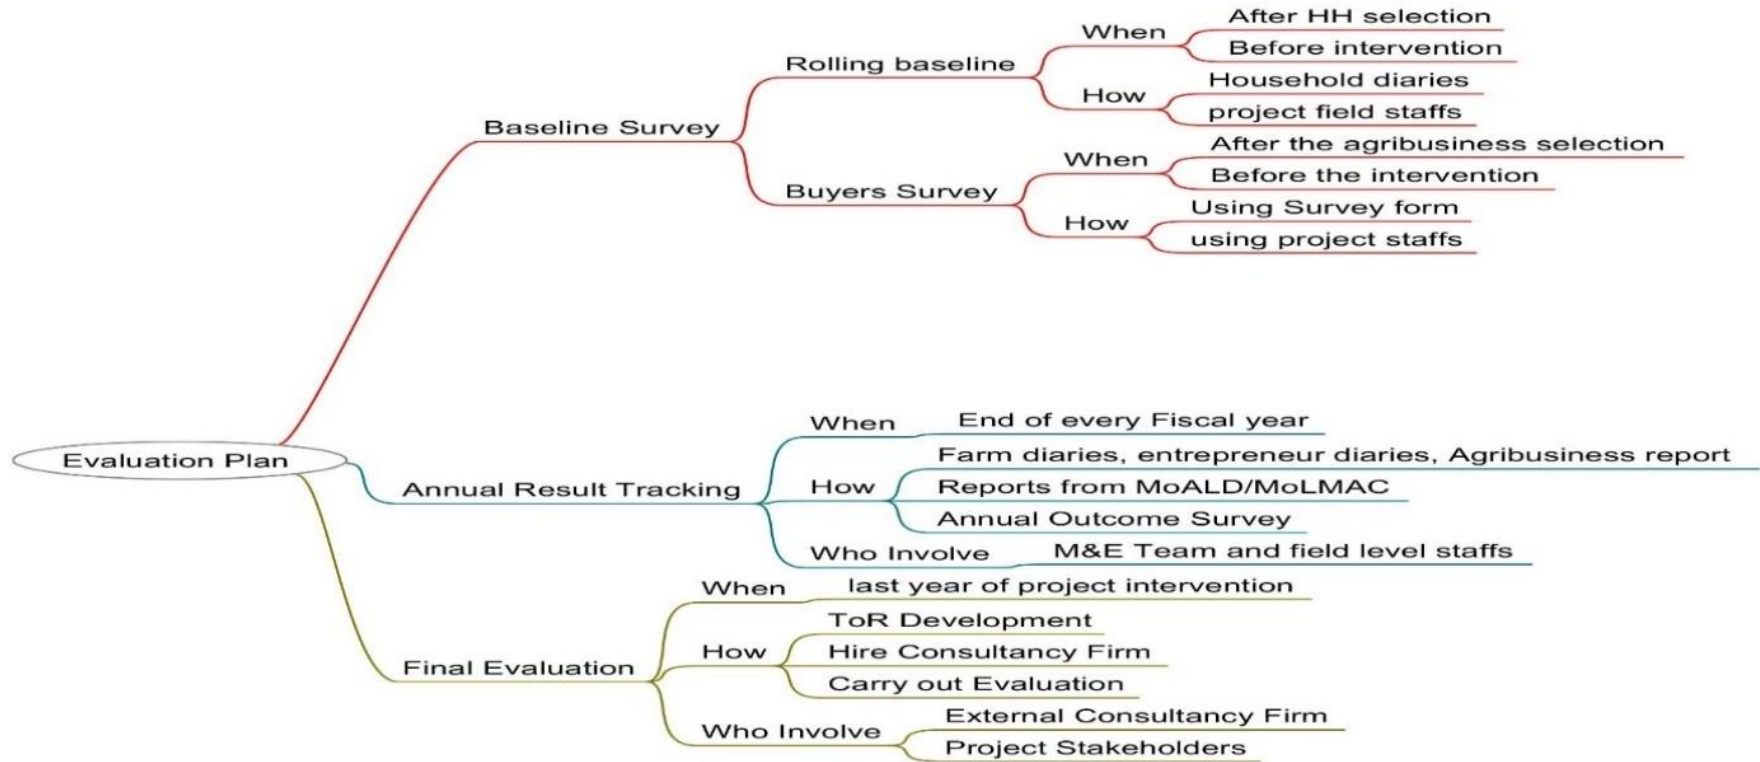 Evaluation Plan
Baseline Survey
Rolling baseline
When
After HH selection
Before intervention
How
Household diaries
project field staffs
Buyers Survey
When
After the agribusiness selection
Before the intervention
How
Using Survey form
using project staffs
Annual Result Tracking
When
End of every Fiscal year
How
Farm diaries, entrepreneur diaries, Agribusiness report
Reports from MoALD/MoLMAC
Annual Outcome Survey
Who Involve
M&E Team and field level staffs
Final Evaluation
When
last year of project intervention
How
ToR Development
Hire Consultancy Firm
Carry out Evaluation
Who Involve
External Consultancy Firm
Project Stakeholders